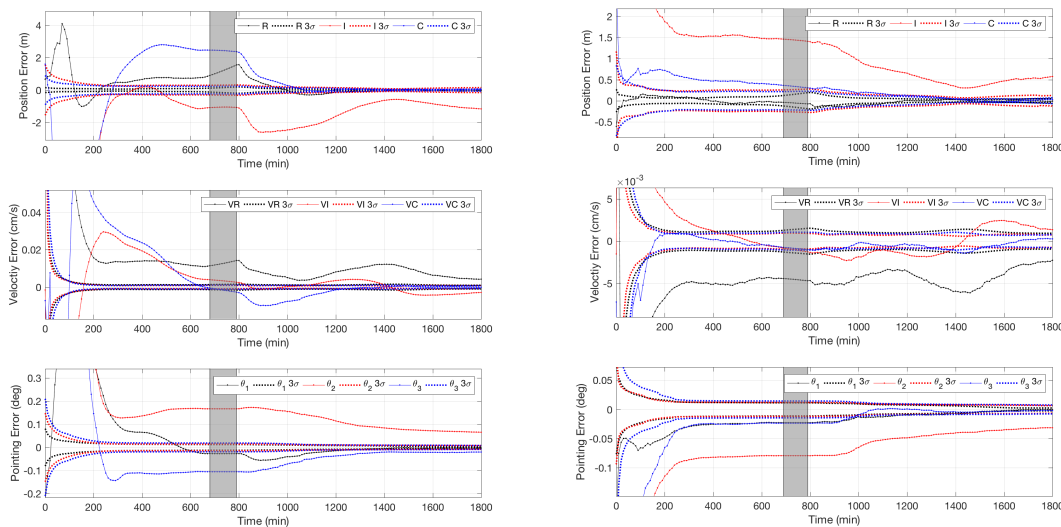 R R 3σ I I 3σ C C 3σ
Position Error (m)
4
2
0
-2
0 200 400 600 800 1000 1200 1400 1600 1800
Time (min)
VR VR 3σ VI VI 3σ VC VC 3σ
Veloctiy Error (cm/s)
0.04
0.02
0
0 200 400 600 800 1000 1200 1400 1600 1800
Time (min)
θ1 θ1 3σ θ2 θ2 3σ θ3 θ3 3σ
Pointing Error (deg)
0.3
0.2
0.1
0
-0.1
-0.2
0 200 400 600 800 1000 1200 1400 1600 1800
Time (min)
R R 3σ I I 3σ C C 3σ
Position Error (m)
2
1.5
1
0.5
0
-0.5
0 200 400 600 800 1000 1200 1400 1600 1800
Time (min)
×10-3
VR VR 3σ VI VI 3σ VC VC 3σ
Velocity Error (cm/s)
5
0
-5
0 200 400 600 800 1000 1200 1400 1600 1800
Time (min)
θ1 θ1 3σ θ2 θ2 3σ θ3 θ3 3σ
Pointing Error (deg)
0.05
0
-0.05
-0.1
0 200 400 600 800 1000 1200 1400 1600 1800
Time (min)